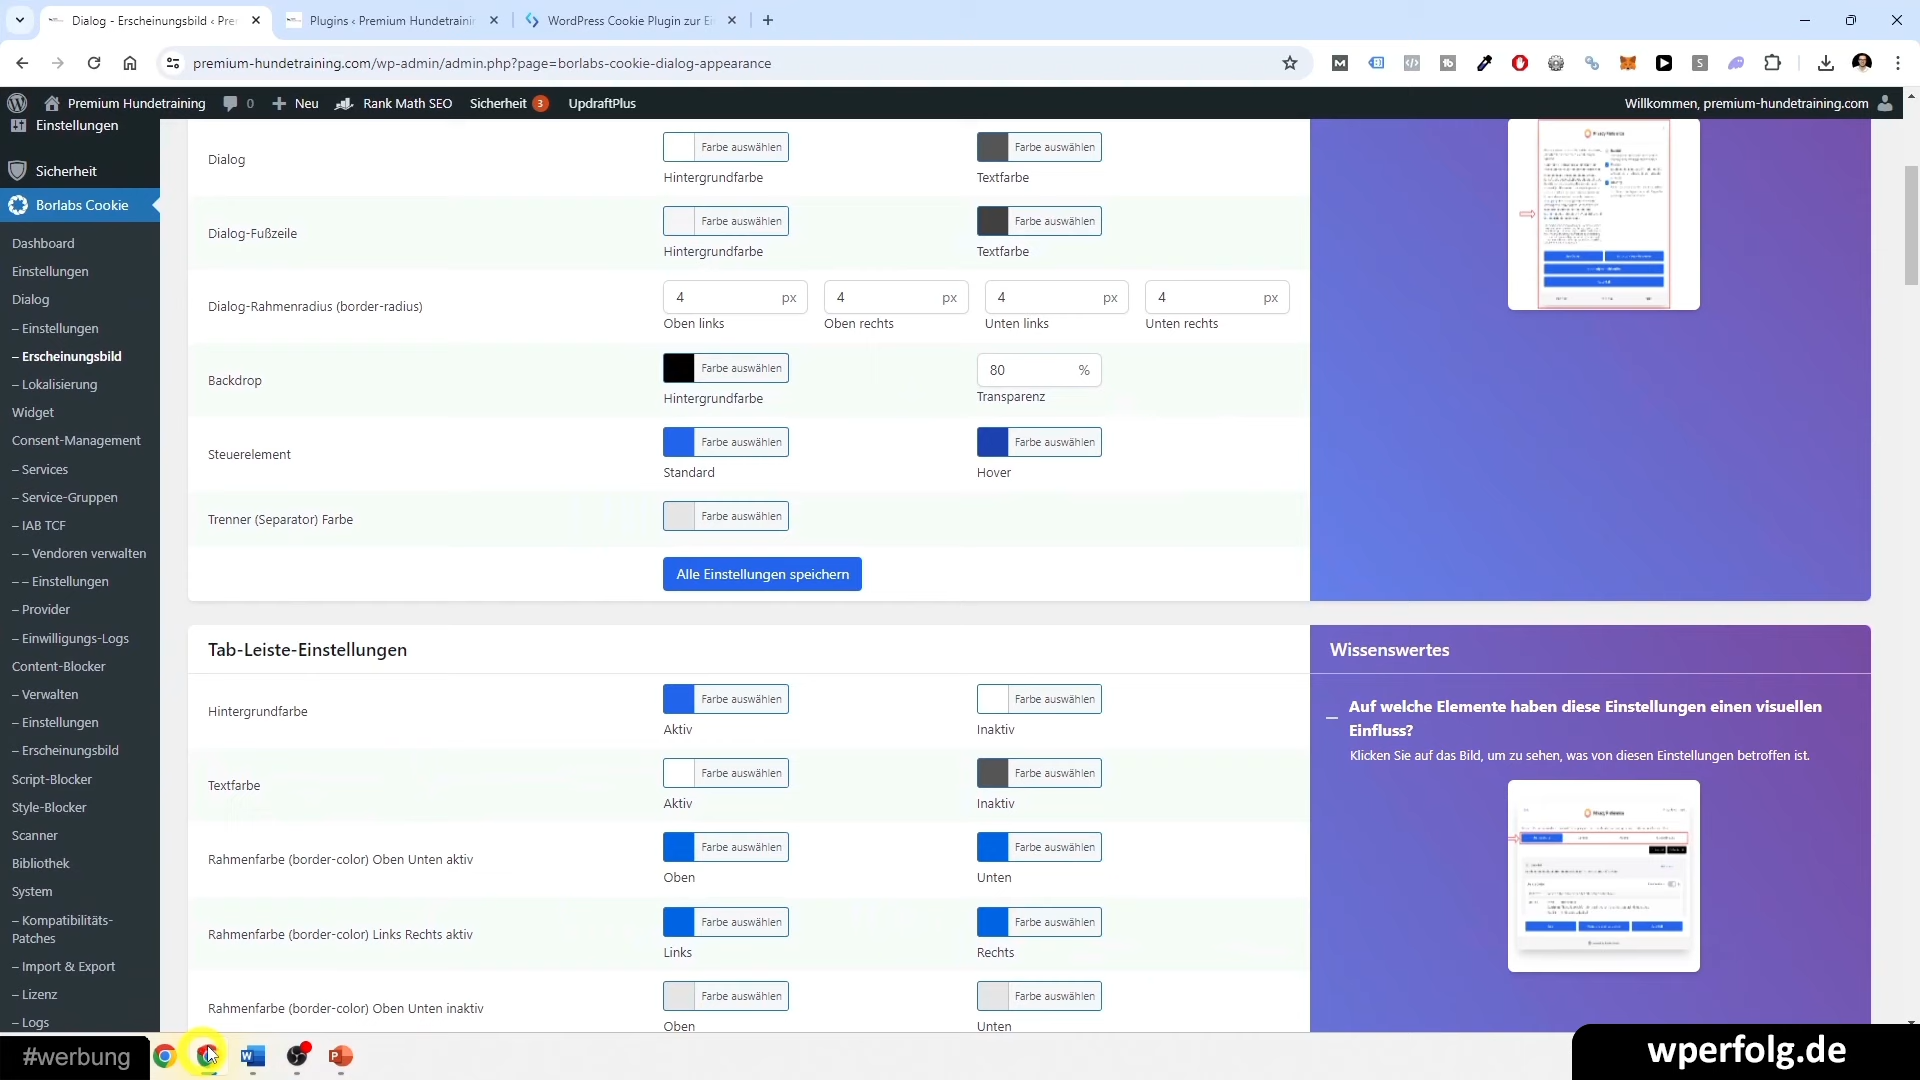 Dialog - Erscheinungsbild ‹ Pre
Plugins ‹ Premium Hundetrainin
WordPress Cookie Plugin zur Ei
premium-hundetraining.com/wp-admin/admin.php?page=borlabs-cookie-dialog-appearance
Premium Hundetraining
0
Neu
Rank Math SEO
Sicherheit 3
UpdraftPlus
Willkommen, premium-hundetraining.com
Einstellungen
Sicherheit
Borlabs Cookie
Dashboard
Einstellungen
Dialog
– Einstellungen
– Erscheinungsbild
– Lokalisierung
Widget
Consent-Management
– Services
– Service-Gruppen
– IAB TCF
– – Vendoren verwalten
– – Einstellungen
– Provider
– Einwilligungs-Logs
Content-Blocker
– Verwalten
– Einstellungen
– Erscheinungsbild
Script-Blocker
Style-Blocker
Scanner
Bibliothek
System
– Kompatibilitäts-
Patches
– Import & Export
– Lizenz
– Logs
Dialog
Farbe auswählen
Farbe auswählen
Hintergrundfarbe
Textfarbe
Dialog-Fußzeile
Farbe auswählen
Farbe auswählen
Hintergrundfarbe
Textfarbe
Dialog-Rahmenradius (border-radius)
4 px
4 px
4 px
4 px
Oben links
Oben rechts
Unten links
Unten rechts
Backdrop
Farbe auswählen
80 %
Hintergrundfarbe
Transparenz
Steuerelement
Farbe auswählen
Farbe auswählen
Standard
Hover
Trenner (Separator) Farbe
Farbe auswählen
Alle Einstellungen speichern
Tab-Leiste-Einstellungen
Hintergrundfarbe
Farbe auswählen
Farbe auswählen
Aktiv
Inaktiv
Textfarbe
Farbe auswählen
Farbe auswählen
Aktiv
Inaktiv
Rahmenfarbe (border-color) Oben Unten aktiv
Farbe auswählen
Farbe auswählen
Oben
Unten
Rahmenfarbe (border-color) Links Rechts aktiv
Farbe auswählen
Farbe auswählen
Links
Rechts
Rahmenfarbe (border-color) Oben Unten inaktiv
Farbe auswählen
Farbe auswählen
Oben
Unten
Wissenswertes
Auf welche Elemente haben diese Einstellungen einen visuellen
Einfluss?
Klicken Sie auf das Bild, um zu sehen, was von diesen Einstellungen betroffen ist.
#werbung
wperfolg.de